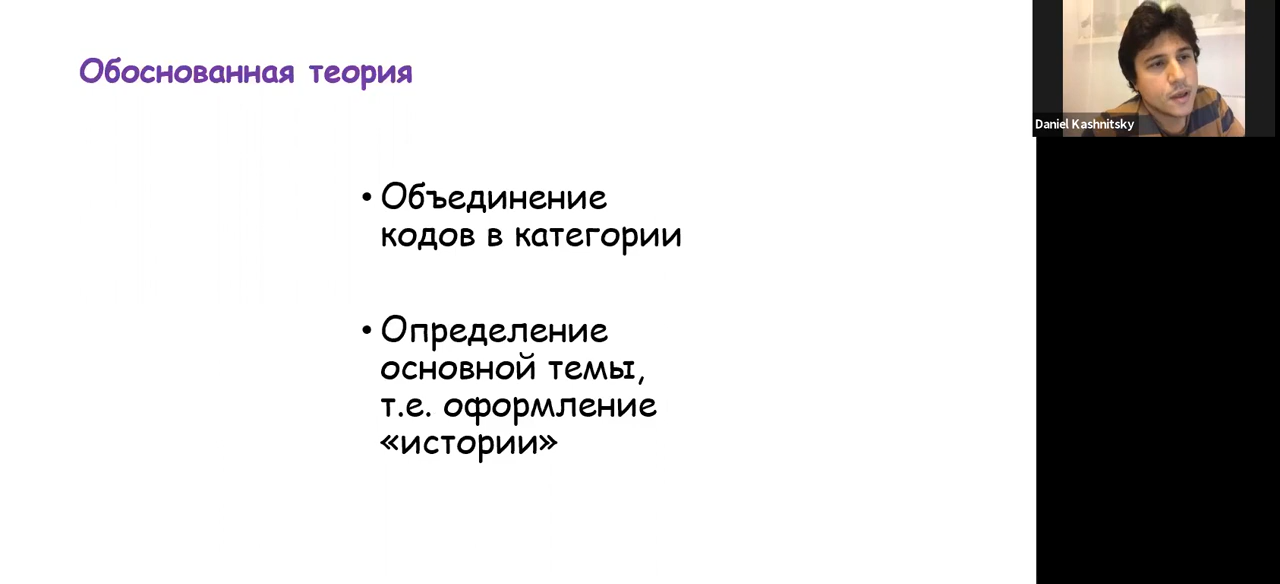 Обоснованная теория
Daniel Kashnitsky
• Объединение
кодов в категории
• Определение
основной темы,
т.е. оформление
«истории»